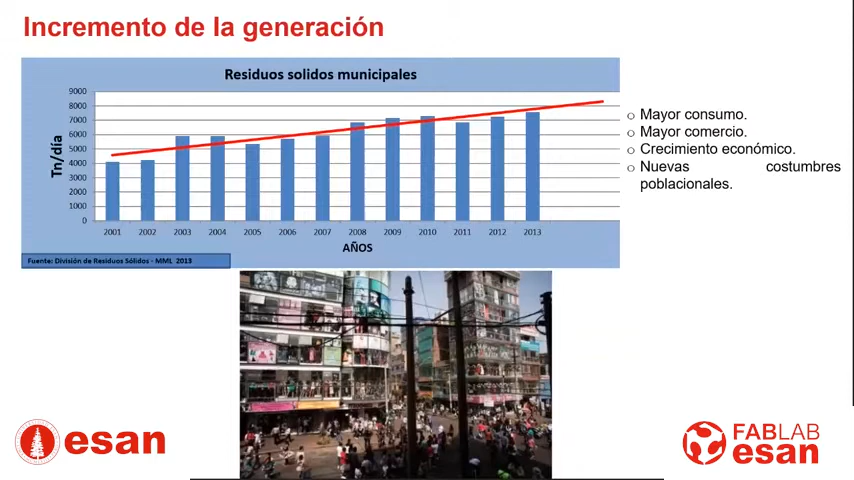 Incremento de la generación
Residuos solidos municipales
9000
8000
7000
6000
5000
4000
3000
2000
1000
0
Tn/día
2001 2002 2003 2004 2005 2006 2007 2008 2009 2010 2011 2012 2013
AÑOS
Fuente: División de Residuos Sólidos - MML 2013
Mayor consumo.
Mayor comercio.
Crecimiento económico.
Nuevas costumbres
poblacionales.
esan
FABLAB
esan